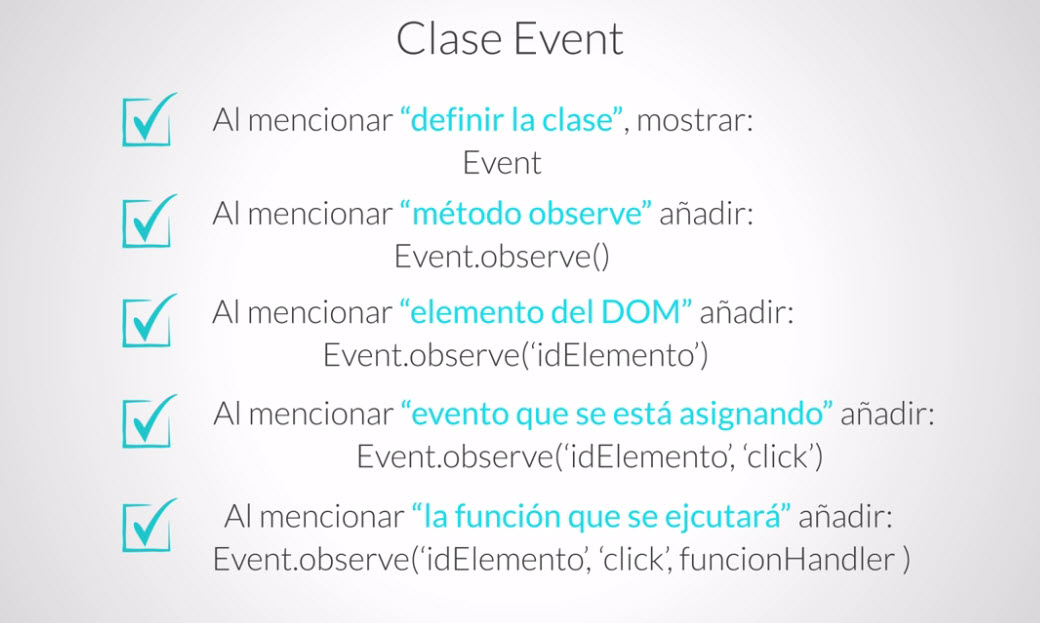 Clase Event
Al mencionar “definir la clase”, mostrar:
Event
Al mencionar “método observe” añadir:
Event.observe()
Al mencionar “elemento del DOM” añadir:
Event.observe(‘idElemento’)
Al mencionar “evento que se está asignando” añadir:
Event.observe(‘idElemento’, ‘click’)
Al mencionar “la función que se ejcutará” añadir:
Event.observe(‘idElemento’, ‘click’, funcionHandler )